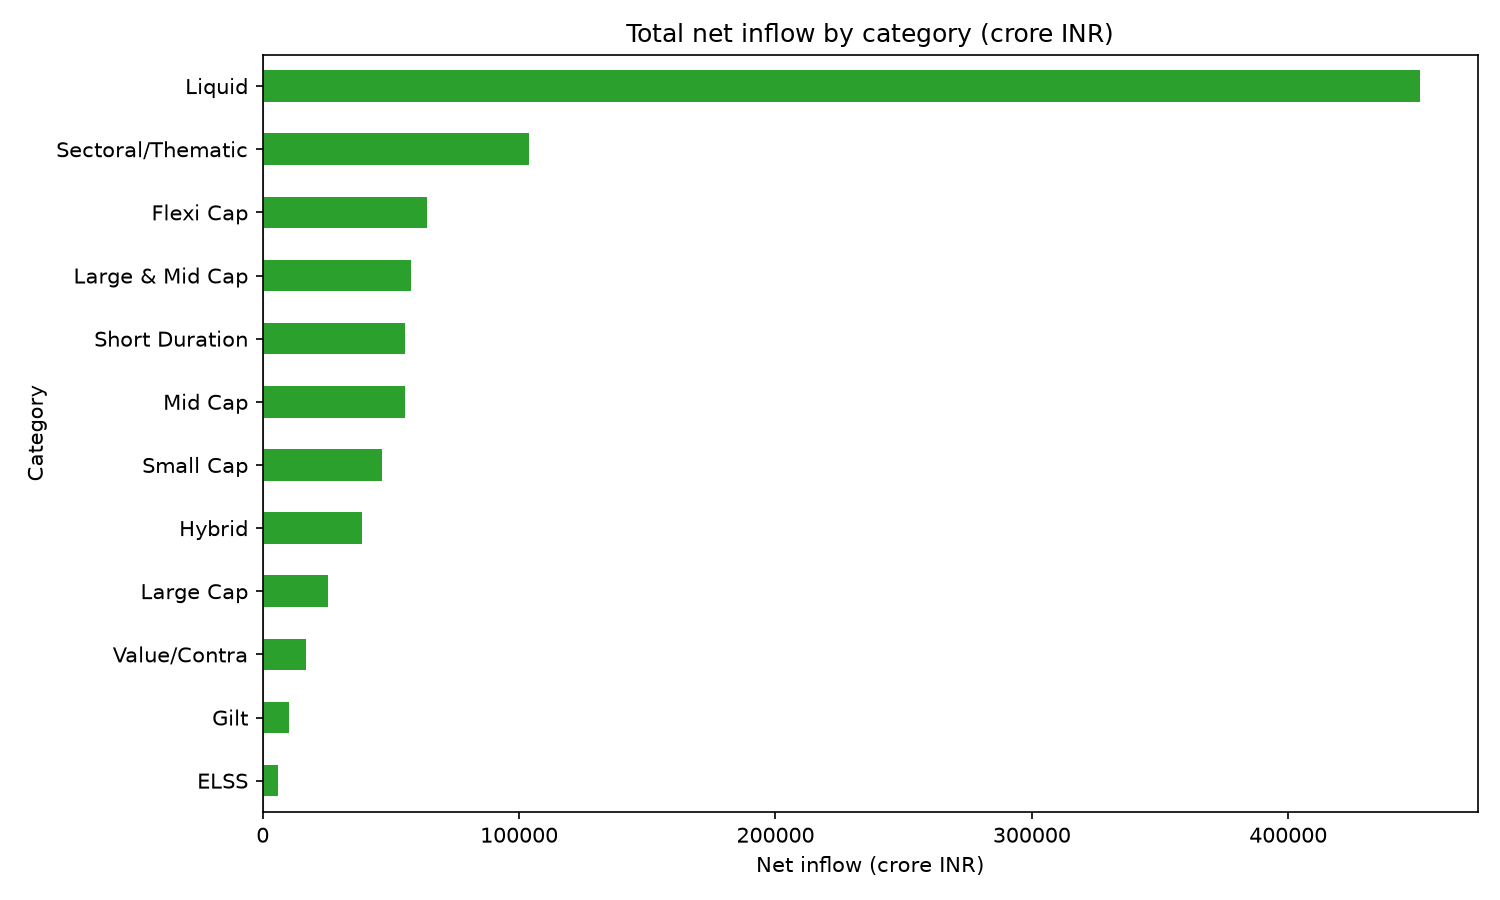 Total net inflow by category (crore INR)
Category
Liquid
Sectoral/Thematic
Flexi Cap
Large & Mid Cap
Short Duration
Mid Cap
Small Cap
Hybrid
Large Cap
Value/Contra
Gilt
ELSS
0 100000 200000 300000 400000
Net inflow (crore INR)